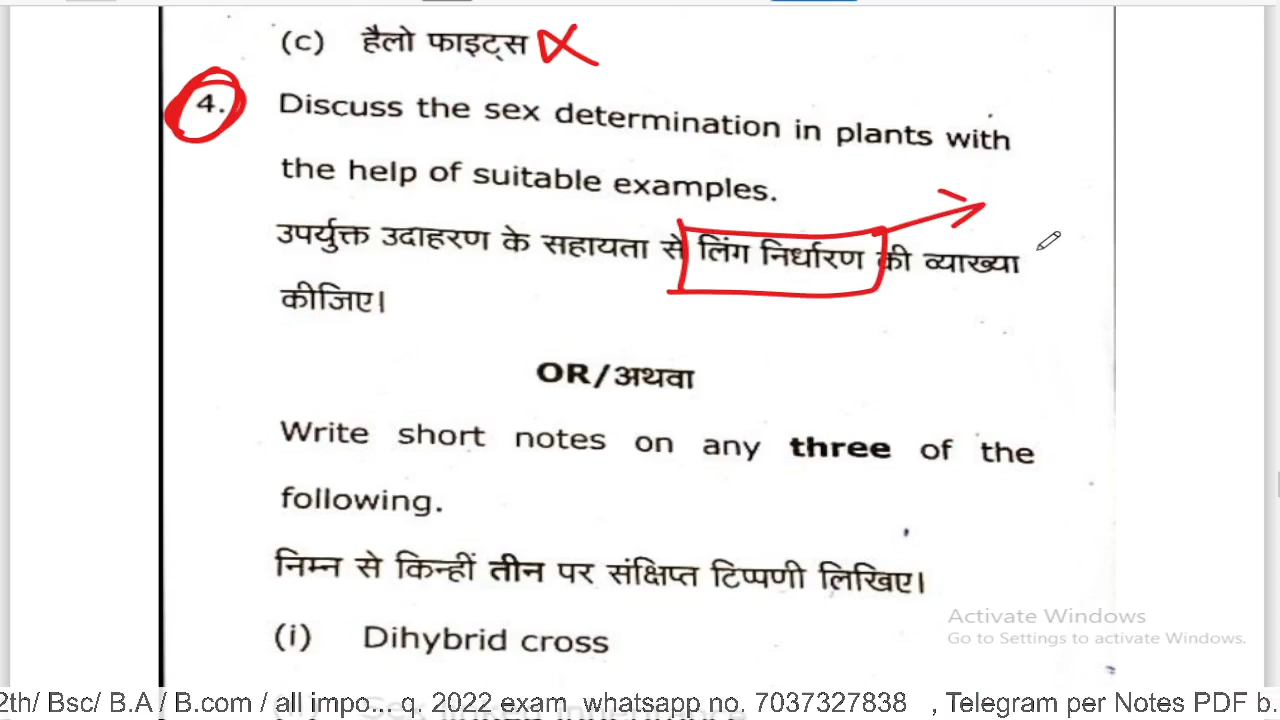 (c) हैलो फाइट्स
4. Discuss the sex determination in plants with
the help of suitable examples.
उपर्युक्त उदाहरण के सहायता से लिंग निर्धारण की व्याख्या
कीजिए।
OR/अथवा
Write short notes on any three of the
following.
निम्न से किन्हीं तीन पर संक्षिप्त टिप्पणी लिखिए।
Activate Windows
Go to Settings to activate Windows.
(i) Dihybrid cross
2th/ Bsc/ B.A / B.com / all impo... q. 2022 exam whatsapp no. 7037327838 , Telegram per Notes PDF b.